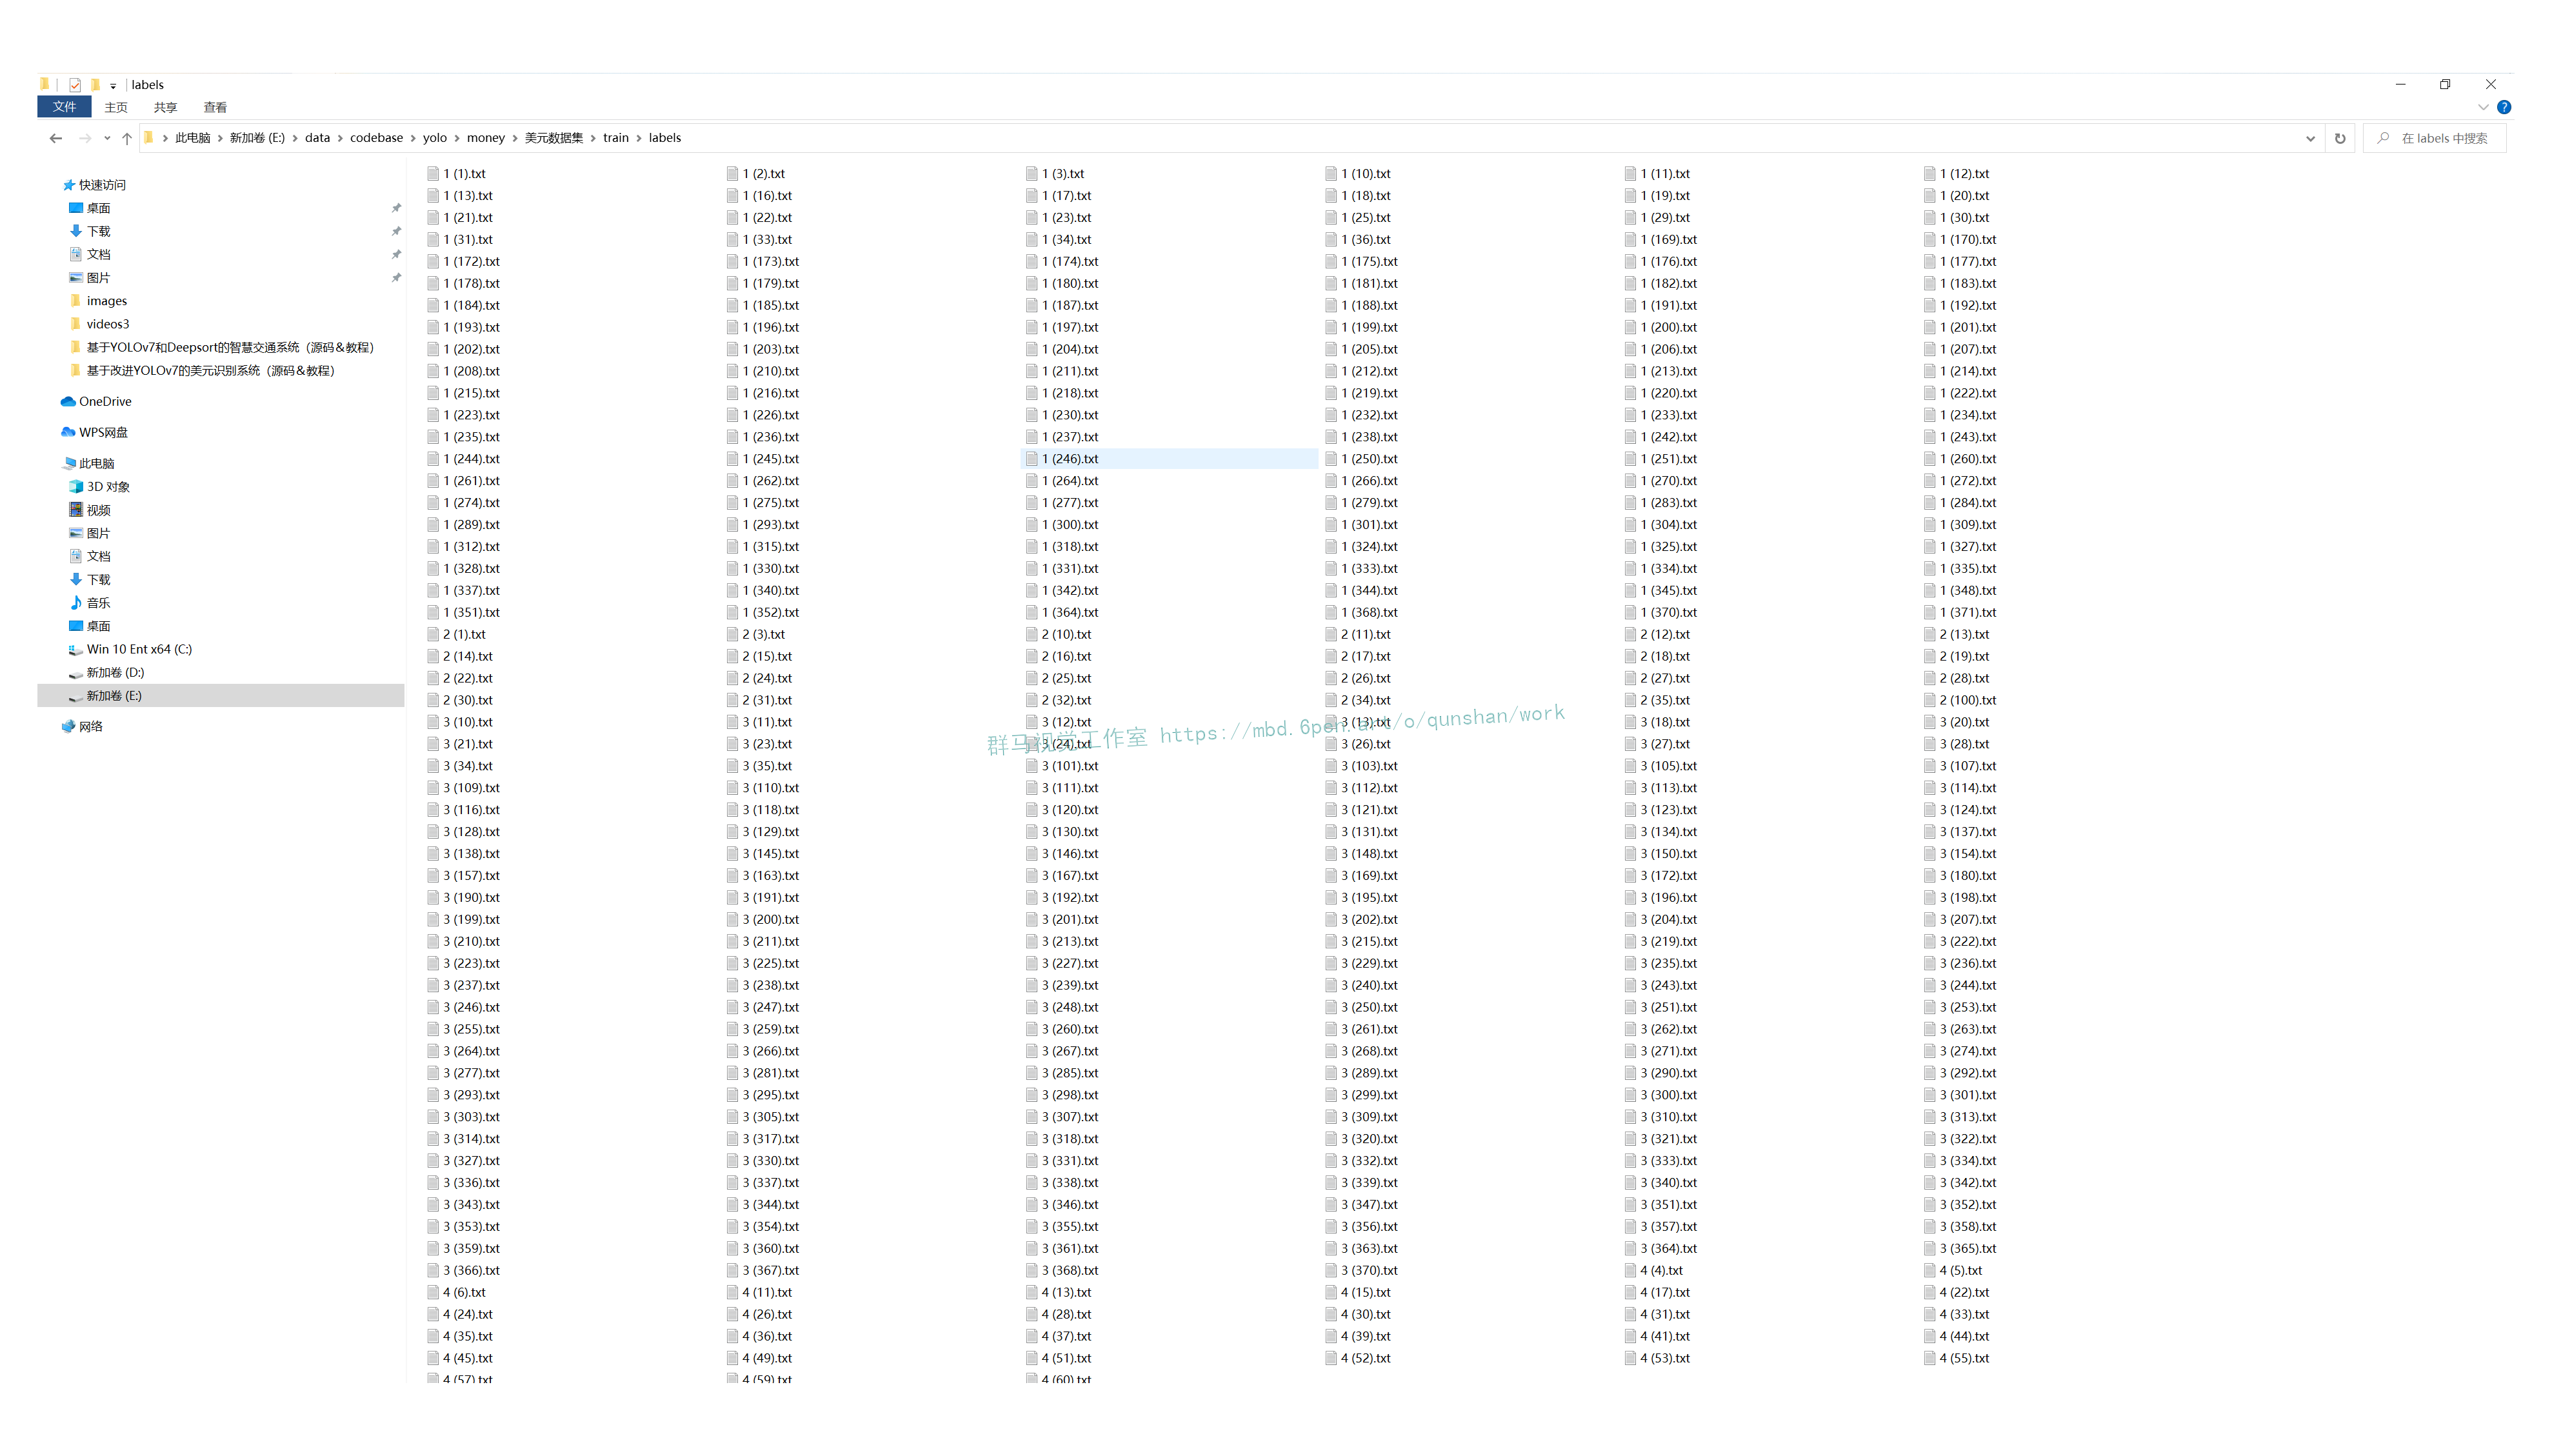 labels
文件 主页 共享 查看
此电脑 新加卷 (E:) data codebase yolo money 美元数据集 train labels
在 labels 中搜索
快速访问
桌面
下载
文档
图片
images
videos3
基于YOLOv7和Deepsort的智慧交通系统（源码&教程）
基于改进YOLOv7的美元识别系统（源码&教程）
OneDrive
WPS网盘
此电脑
3D 对象
视频
图片
文档
下载
音乐
桌面
Win 10 Ent x64 (C:)
新加卷 (D:)
新加卷 (E:)
网络
1 (1).txt 1 (2).txt 1 (3).txt 1 (10).txt 1 (11).txt 1 (12).txt
1 (13).txt 1 (16).txt 1 (17).txt 1 (18).txt 1 (19).txt 1 (20).txt
1 (21).txt 1 (22).txt 1 (23).txt 1 (25).txt 1 (29).txt 1 (30).txt
1 (31).txt 1 (33).txt 1 (34).txt 1 (36).txt 1 (169).txt 1 (170).txt
1 (172).txt 1 (173).txt 1 (174).txt 1 (175).txt 1 (176).txt 1 (177).txt
1 (178).txt 1 (179).txt 1 (180).txt 1 (181).txt 1 (182).txt 1 (183).txt
1 (184).txt 1 (185).txt 1 (187).txt 1 (188).txt 1 (191).txt 1 (192).txt
1 (193).txt 1 (196).txt 1 (197).txt 1 (199).txt 1 (200).txt 1 (201).txt
1 (202).txt 1 (203).txt 1 (204).txt 1 (205).txt 1 (206).txt 1 (207).txt
1 (208).txt 1 (210).txt 1 (211).txt 1 (212).txt 1 (213).txt 1 (214).txt
1 (215).txt 1 (216).txt 1 (218).txt 1 (219).txt 1 (220).txt 1 (222).txt
1 (223).txt 1 (226).txt 1 (230).txt 1 (232).txt 1 (233).txt 1 (234).txt
1 (235).txt 1 (236).txt 1 (237).txt 1 (238).txt 1 (242).txt 1 (243).txt
1 (244).txt 1 (245).txt 1 (246).txt 1 (250).txt 1 (251).txt 1 (260).txt
1 (261).txt 1 (262).txt 1 (264).txt 1 (266).txt 1 (270).txt 1 (272).txt
1 (274).txt 1 (275).txt 1 (277).txt 1 (279).txt 1 (283).txt 1 (284).txt
1 (289).txt 1 (293).txt 1 (300).txt 1 (301).txt 1 (304).txt 1 (309).txt
1 (312).txt 1 (315).txt 1 (318).txt 1 (324).txt 1 (325).txt 1 (327).txt
1 (328).txt 1 (330).txt 1 (331).txt 1 (333).txt 1 (334).txt 1 (335).txt
1 (337).txt 1 (340).txt 1 (342).txt 1 (344).txt 1 (345).txt 1 (348).txt
1 (351).txt 1 (352).txt 1 (364).txt 1 (368).txt 1 (370).txt 1 (371).txt
2 (1).txt 2 (3).txt 2 (10).txt 2 (11).txt 2 (12).txt 2 (13).txt
2 (14).txt 2 (15).txt 2 (16).txt 2 (17).txt 2 (18).txt 2 (19).txt
2 (22).txt 2 (24).txt 2 (25).txt 2 (26).txt 2 (27).txt 2 (28).txt
2 (30).txt 2 (31).txt 2 (32).txt 2 (34).txt 2 (35).txt 2 (100).txt
3 (10).txt 3 (11).txt 3 (12).txt 3 (13).txt 3 (18).txt 3 (20).txt
群马视觉工作室 https://mbd.6pen.art/o/qunshan/work
3 (21).txt 3 (23).txt 3 (24).txt 3 (26).txt 3 (27).txt 3 (28).txt
3 (34).txt 3 (35).txt 3 (101).txt 3 (103).txt 3 (105).txt 3 (107).txt
3 (109).txt 3 (110).txt 3 (111).txt 3 (112).txt 3 (113).txt 3 (114).txt
3 (116).txt 3 (118).txt 3 (120).txt 3 (121).txt 3 (123).txt 3 (124).txt
3 (128).txt 3 (129).txt 3 (130).txt 3 (131).txt 3 (134).txt 3 (137).txt
3 (138).txt 3 (145).txt 3 (146).txt 3 (148).txt 3 (150).txt 3 (154).txt
3 (157).txt 3 (163).txt 3 (167).txt 3 (169).txt 3 (172).txt 3 (180).txt
3 (190).txt 3 (191).txt 3 (192).txt 3 (195).txt 3 (196).txt 3 (198).txt
3 (199).txt 3 (200).txt 3 (201).txt 3 (202).txt 3 (204).txt 3 (207).txt
3 (210).txt 3 (211).txt 3 (213).txt 3 (215).txt 3 (219).txt 3 (222).txt
3 (223).txt 3 (225).txt 3 (227).txt 3 (229).txt 3 (235).txt 3 (236).txt
3 (237).txt 3 (238).txt 3 (239).txt 3 (240).txt 3 (243).txt 3 (244).txt
3 (246).txt 3 (247).txt 3 (248).txt 3 (250).txt 3 (251).txt 3 (253).txt
3 (255).txt 3 (259).txt 3 (260).txt 3 (261).txt 3 (262).txt 3 (263).txt
3 (264).txt 3 (266).txt 3 (267).txt 3 (268).txt 3 (271).txt 3 (274).txt
3 (277).txt 3 (281).txt 3 (285).txt 3 (289).txt 3 (290).txt 3 (292).txt
3 (293).txt 3 (295).txt 3 (298).txt 3 (299).txt 3 (300).txt 3 (301).txt
3 (303).txt 3 (305).txt 3 (307).txt 3 (309).txt 3 (310).txt 3 (313).txt
3 (314).txt 3 (317).txt 3 (318).txt 3 (320).txt 3 (321).txt 3 (322).txt
3 (327).txt 3 (330).txt 3 (331).txt 3 (332).txt 3 (333).txt 3 (334).txt
3 (336).txt 3 (337).txt 3 (338).txt 3 (339).txt 3 (340).txt 3 (342).txt
3 (343).txt 3 (344).txt 3 (346).txt 3 (347).txt 3 (351).txt 3 (352).txt
3 (353).txt 3 (354).txt 3 (355).txt 3 (356).txt 3 (357).txt 3 (358).txt
3 (359).txt 3 (360).txt 3 (361).txt 3 (363).txt 3 (364).txt 3 (365).txt
3 (366).txt 3 (367).txt 3 (368).txt 3 (370).txt 4 (4).txt 4 (5).txt
4 (6).txt 4 (11).txt 4 (13).txt 4 (15).txt 4 (17).txt 4 (22).txt
4 (24).txt 4 (26).txt 4 (28).txt 4 (30).txt 4 (31).txt 4 (33).txt
4 (35).txt 4 (36).txt 4 (37).txt 4 (39).txt 4 (41).txt 4 (44).txt
4 (45).txt 4 (49).txt 4 (51).txt 4 (52).txt 4 (53).txt 4 (55).txt
4 (57).txt 4 (59).txt 4 (60).txt